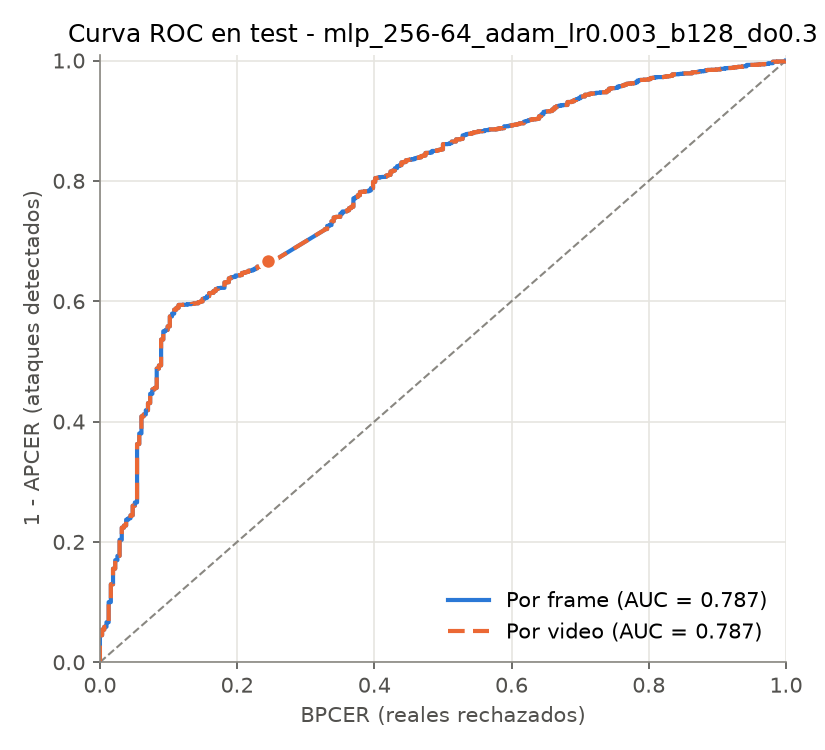 Curva ROC en test - mlp_256-64_adam_lr0.003_b128_do0.3
1 - APCER (ataques detectados)
1.0
0.8
0.6
0.4
0.2
0.0
Por frame (AUC = 0.787)
Por video (AUC = 0.787)
0.0 0.2 0.4 0.6 0.8 1.0
BPCER (reales rechazados)